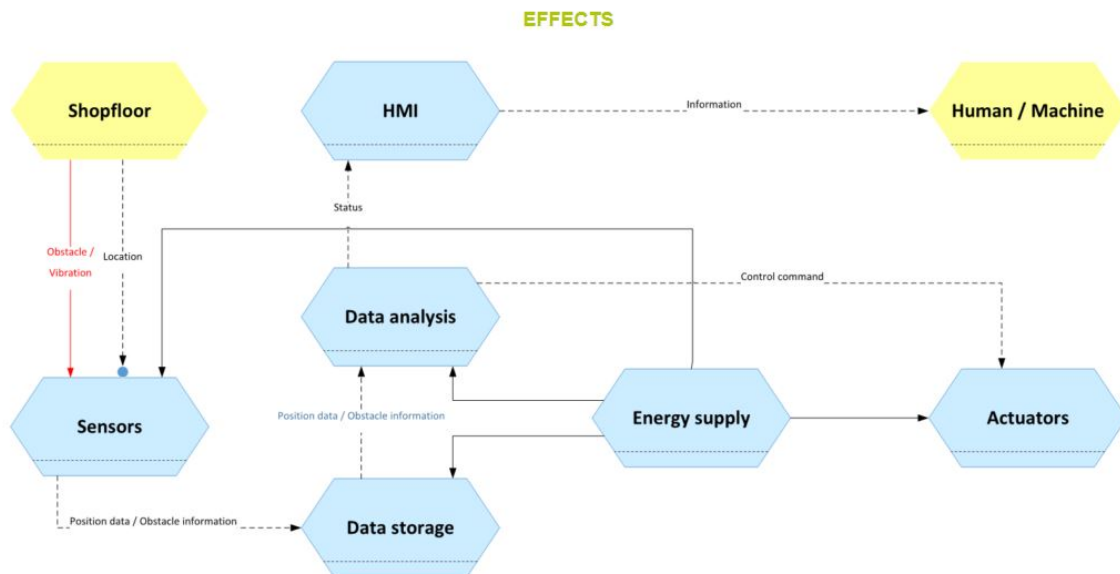 EFFECTS
Shopfloor
HMI
Information
Human / Machine
Status
Obstacle /
Vibration
Location
Control command
Data analysis
Sensors
Position data / Obstacle information
Energy supply
Actuators
Position data / Obstacle information
Data storage